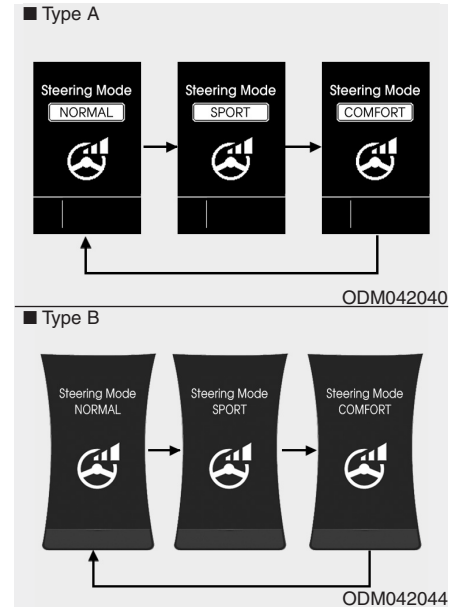 ■ Type A
Steering Mode Steering Mode Steering Mode
NORMAL SPORT COMFORT
ODM042040
■ Type B
Steering Mode Steering Mode Steering Mode
NORMAL SPORT COMFORT
ODM042044